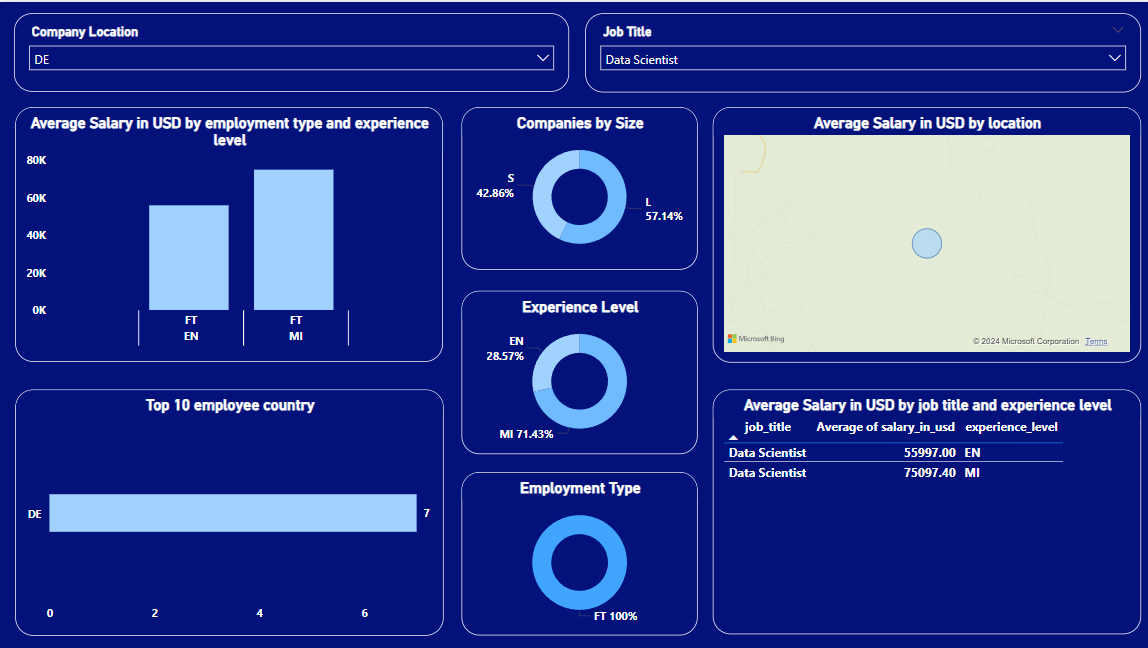 Company Location
DE
Job Title
Data Scientist
Average Salary in USD by employment type and experience
level
80K
60K
40K
20K
0K
FT
FT
EN
MI
Companies by Size
S
42.86%
L
57.14%
Average Salary in USD by location
Microsoft Bing
© 2024 Microsoft Corporation Terms
Experience Level
EN
28.57%
MI 71.43%
Top 10 employee country
DE
7
0
2
4
6
Employment Type
FT 100%
Average Salary in USD by job title and experience level
job_title Average of salary_in_usd experience_level
Data Scientist 55997.00 EN
Data Scientist 75097.40 MI